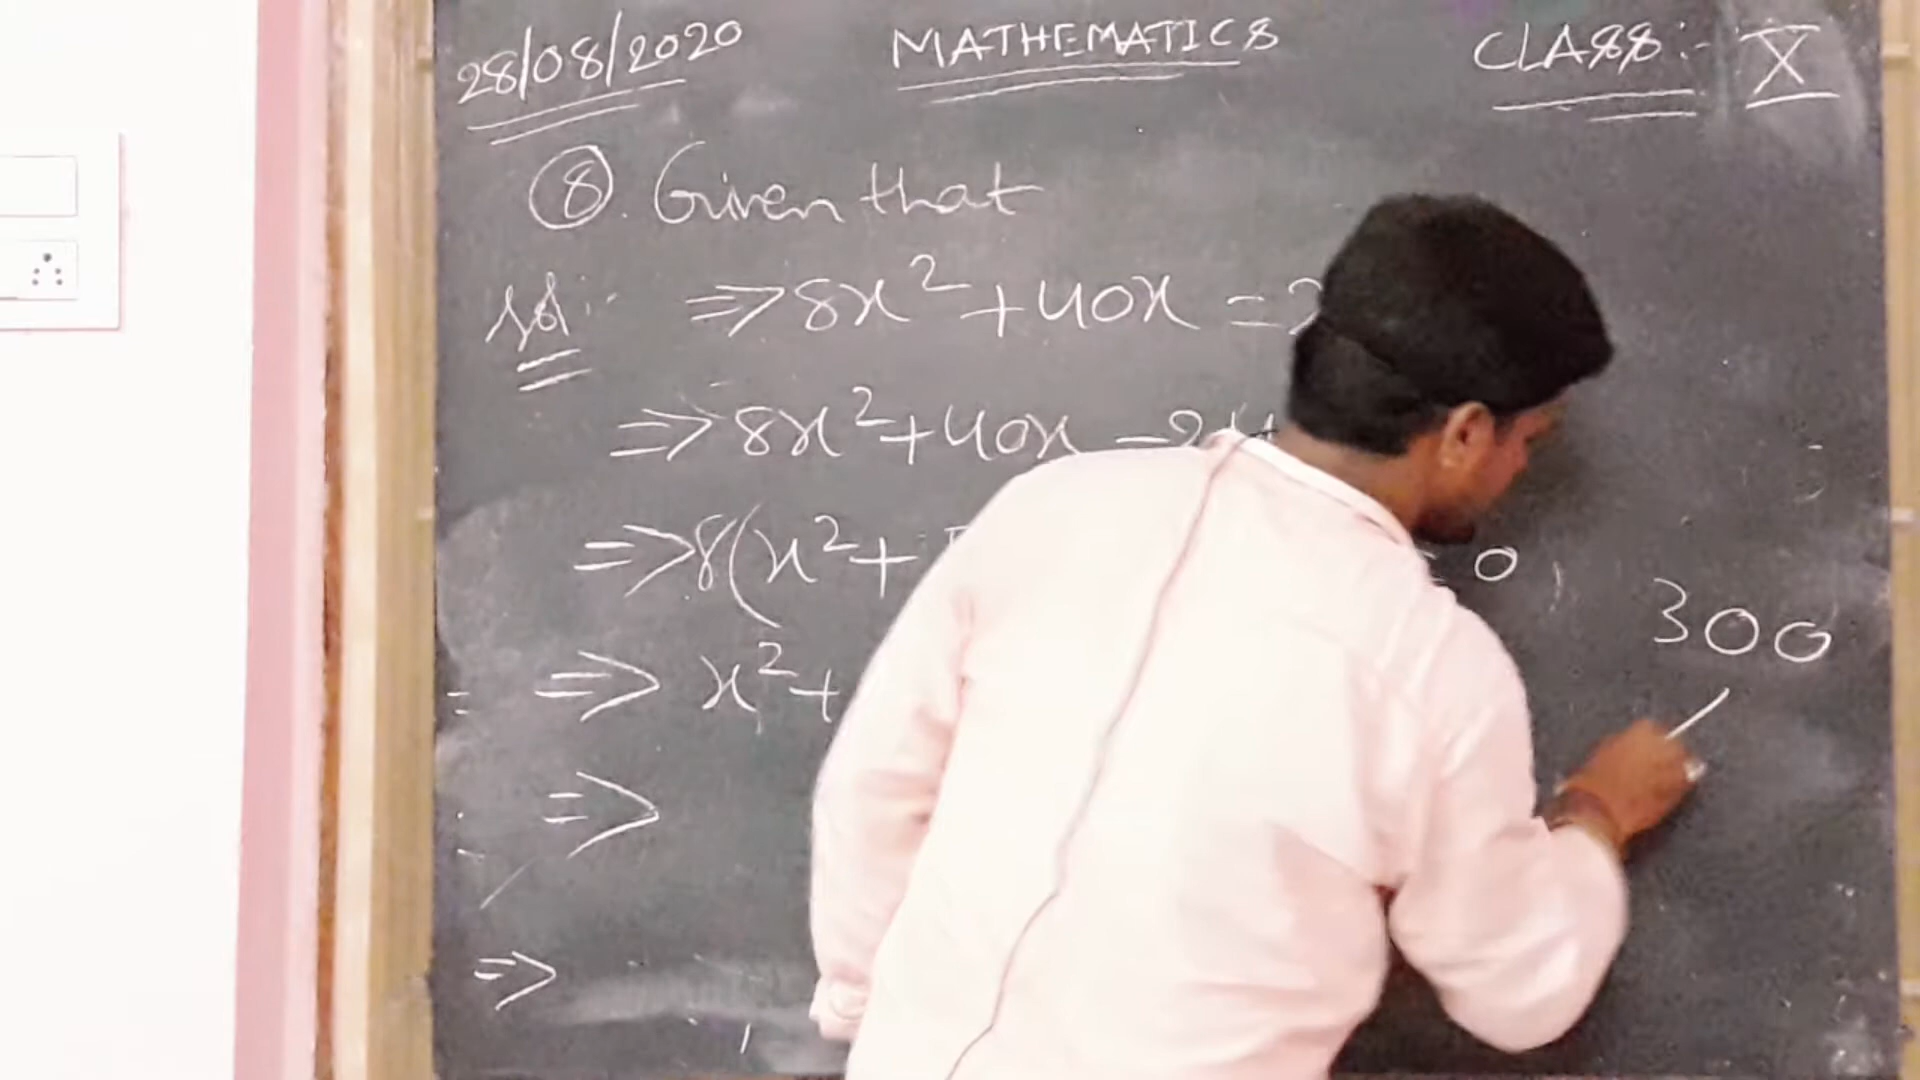 28/08/2020 MATHEMATICS CLASS:- X
⑧. Given that
Sol:- ⇒ 8x² + 40x =
⇒ 8x² + 40x - 24
⇒ 8(x² + = 0
300
⇒ x² +
⇒
⇒